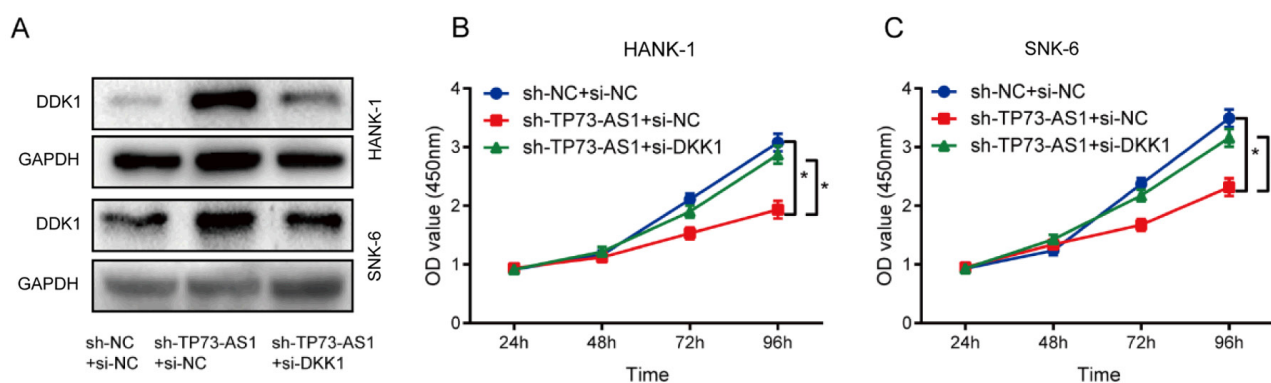 A
DDK1
GAPDH
HANK-1
DDK1
GAPDH
SNK-6
sh-NC
+si-NC
sh-TP73-AS1
+si-NC
sh-TP73-AS1
+si-DKK1
B
HANK-1
sh-NC+si-NC
sh-TP73-AS1+si-NC
sh-TP73-AS1+si-DKK1
OD value (450nm)
4
3
2
1
0
24h 48h 72h 96h
Time
* *
C
SNK-6
sh-NC+si-NC
sh-TP73-AS1+si-NC
sh-TP73-AS1+si-DKK1
OD value (450nm)
4
3
2
1
0
24h 48h 72h 96h
Time
* *